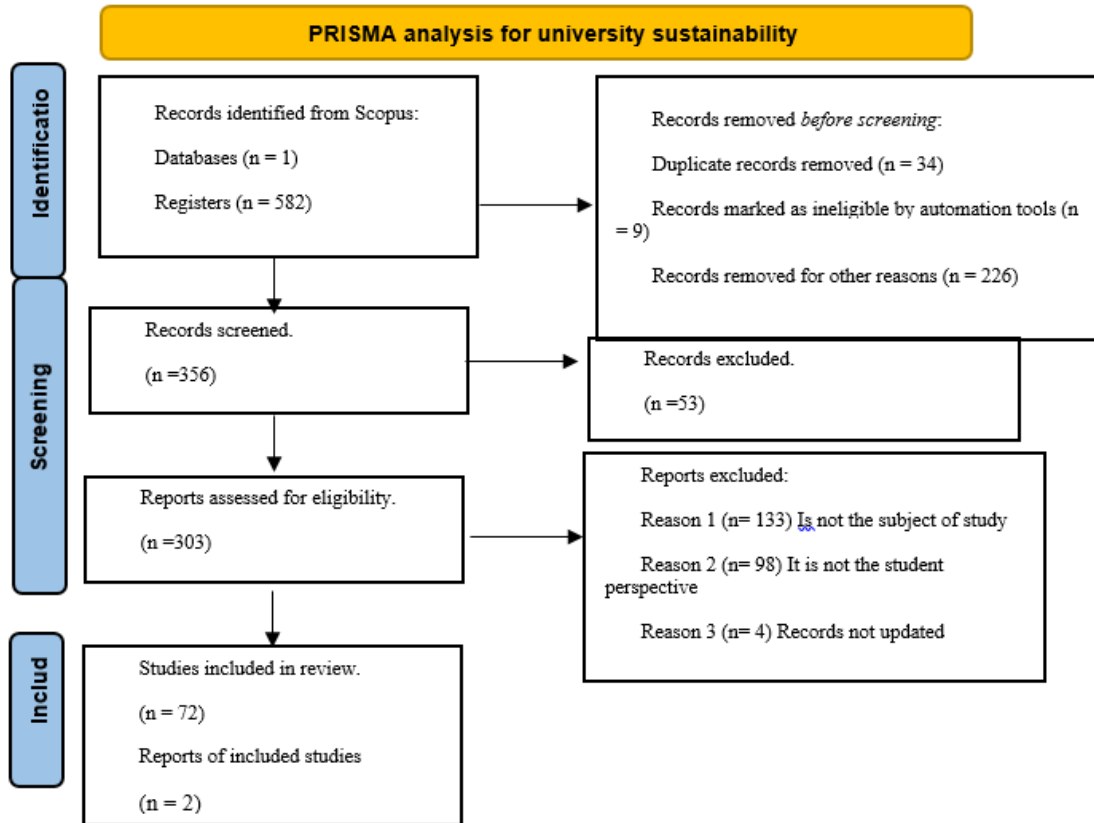 PRISMA analysis for university sustainability
Identificatio
Records identified from Scopus:
Databases (n = 1)
Registers (n = 582)
Records removed before screening:
Duplicate records removed (n = 34)
Records marked as ineligible by automation tools (n
= 9)
Records removed for other reasons (n = 226)
Screening
Records screened.
(n =356)
Records excluded.
(n =53)
Reports assessed for eligibility.
(n =303)
Reports excluded:
Reason 1 (n= 133) Is not the subject of study
Reason 2 (n= 98) It is not the student
perspective
Reason 3 (n= 4) Records not updated
Includ
Studies included in review.
(n = 72)
Reports of included studies
(n = 2)